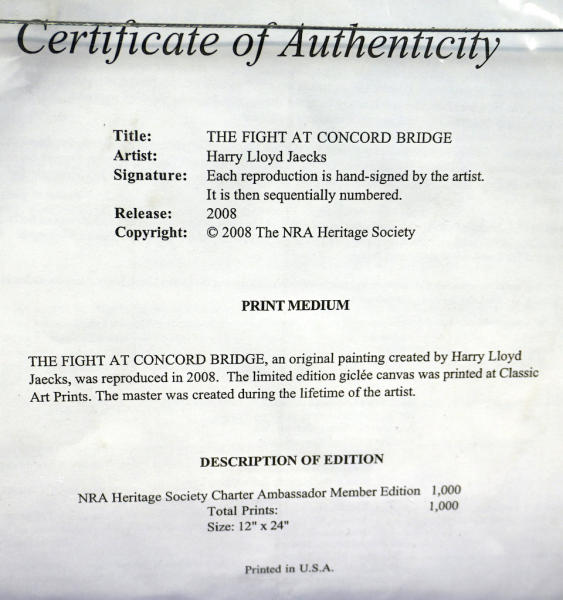 Certificate of Authenticity
Title: THE FIGHT AT CONCORD BRIDGE
Artist: Harry Lloyd Jaecks
Signature: Each reproduction is hand-signed by the artist.
It is then sequentially numbered.
Release: 2008
Copyright: © 2008 The NRA Heritage Society
PRINT MEDIUM
THE FIGHT AT CONCORD BRIDGE, an original painting created by Harry Lloyd
Jaecks, was reproduced in 2008. The limited edition giclée canvas was printed at Classic
Art Prints. The master was created during the lifetime of the artist.
DESCRIPTION OF EDITION
NRA Heritage Society Charter Ambassador Member Edition 1,000
Total Prints: 1,000
Size: 12" x 24"
Printed in U.S.A.